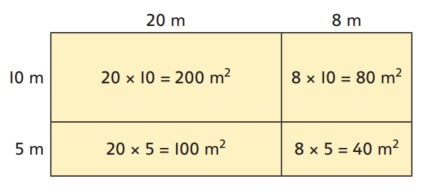 20 m 8 m
10 m 20 × 10 = 200 m² 8 × 10 = 80 m²
5 m 20 × 5 = 100 m² 8 × 5 = 40 m²